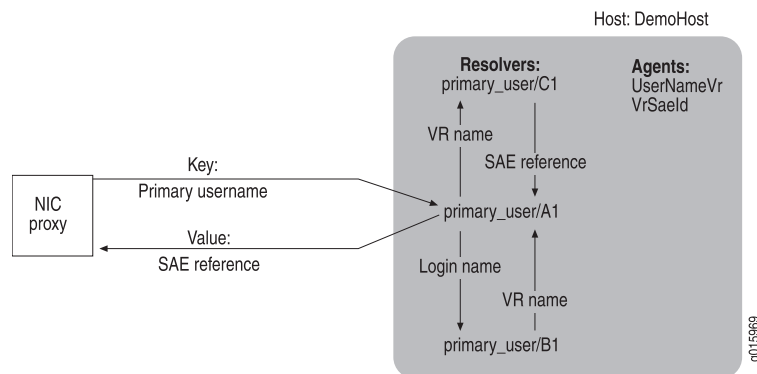 Host: DemoHost
Resolvers:
primary_user/C1
Agents:
UserNameVr
VrSaeId
VR name
SAE reference
Key:
Primary username
NIC
proxy
primary_user/A1
Value:
SAE reference
Login name
VR name
primary_user/B1
g015969